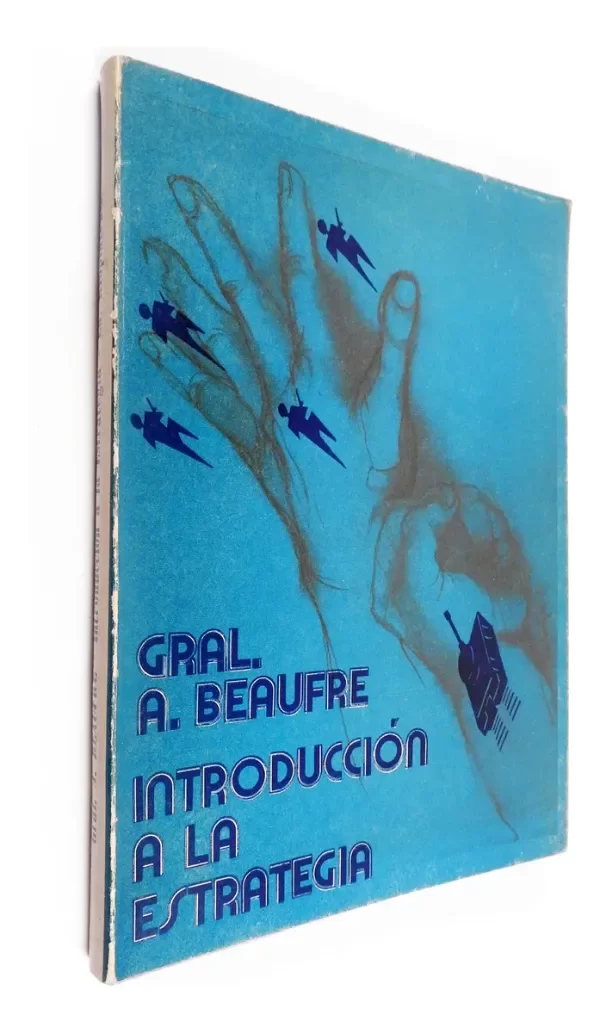 GRAL.
A. BEAUFRE
INTRODUCCIÓN
A LA
ESTRATEGIA